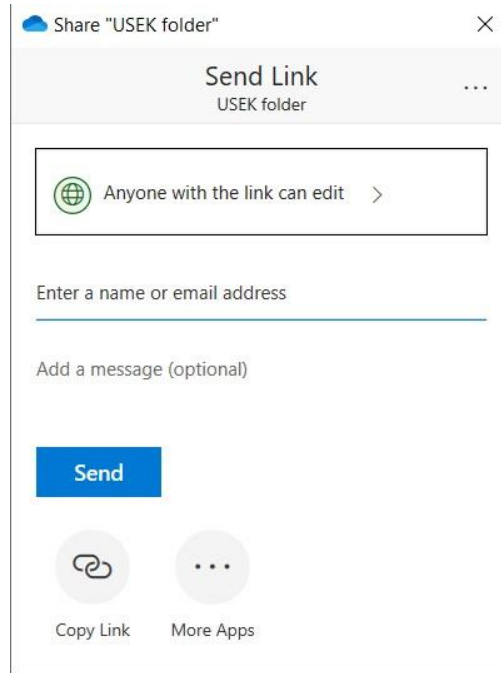 Share "USEK folder"
Send Link
USEK folder
Anyone with the link can edit
Enter a name or email address
Add a message (optional)
Send
Copy Link More Apps